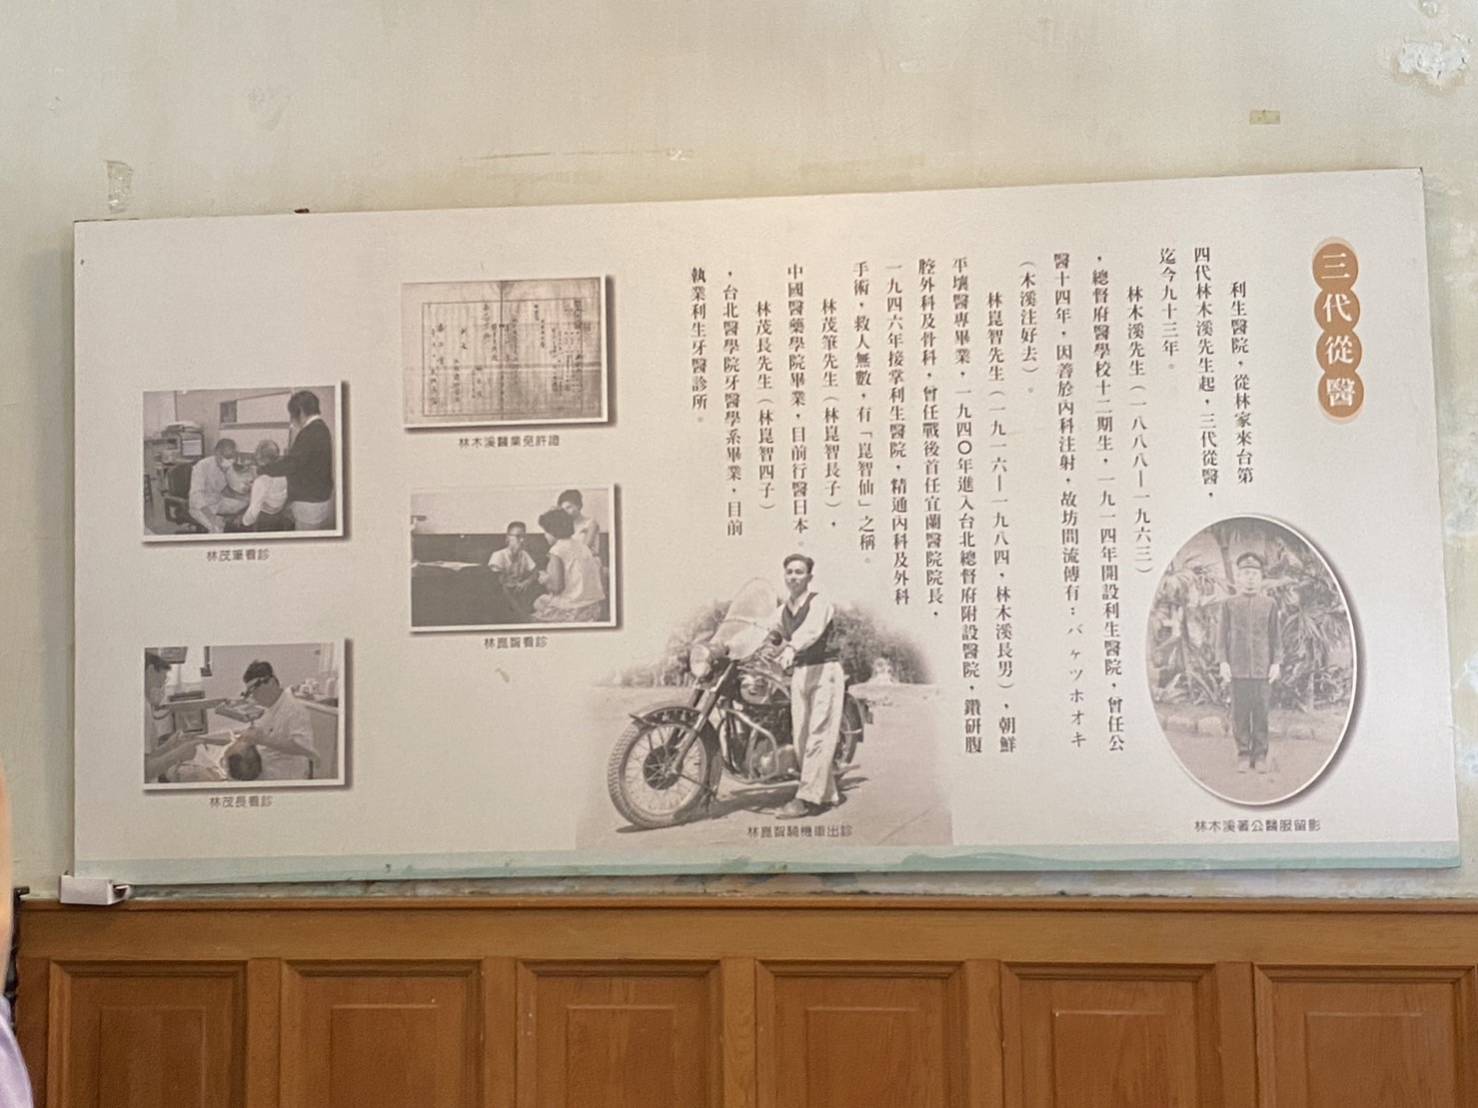 三代從醫
利生醫院，從林家來台第
四代林木溪先生起，三代從醫，
迄今九十三年。
林木溪先生（一八八八－一九六三）
，總督府醫學校十二期生，一九一四年開設利生醫院，曾任公
醫十四年，因善於內科注射，故坊間流傳有：バケツホオキ
（木溪注好去）。
林崑智先生（一九一六－一九八四，林木溪長男），朝鮮
平壤醫專畢業，一九四〇年進入台北總督府附設醫院，鑽研腹
腔外科及骨科，曾任戰後首任宜蘭醫院院長，
一九四六年接掌利生醫院，精通內科及外科
手術，救人無數，有「崑智仙」之稱。
林茂筆先生（林崑智長子），
中國醫藥學院畢業，目前行醫日本。
林茂長先生（林崑智四子）
，台北醫學院牙醫學系畢業，目前
執業利生牙醫診所。
林木溪著公醫服留影
林崑智騎機車出診
林木溪醫業免許證
林崑智看診
林茂筆看診
林茂長看診